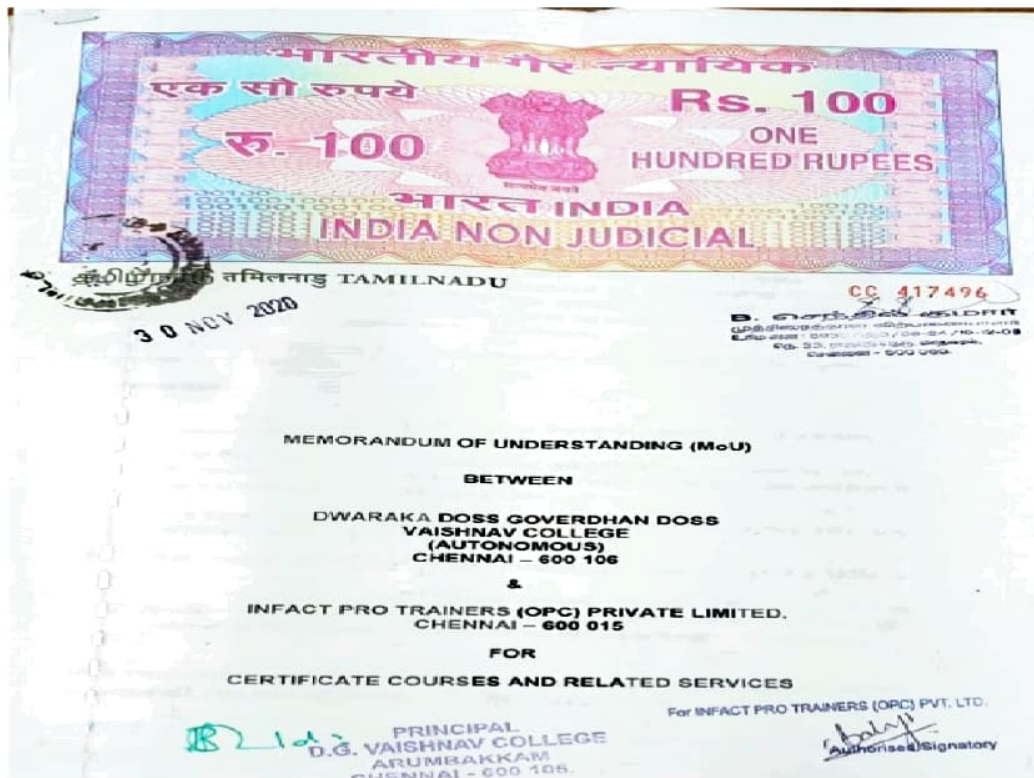 भारतीय गैर न्यायिक
एक सौ रुपये
रु. 100
Rs. 100
ONE
HUNDRED RUPEES
सत्यमेव जयते
भारत INDIA
INDIA NON JUDICIAL
தமிழ்நாடு तमिलनाडु TAMILNADU
30 NOV 2020
CC 417496
B. செந்தில் குமார்
MEMORANDUM OF UNDERSTANDING (MoU)
BETWEEN
DWARAKA DOSS GOVERDHAN DOSS
VAISHNAV COLLEGE
(AUTONOMOUS)
CHENNAI – 600 106
&
INFACT PRO TRAINERS (OPC) PRIVATE LIMITED.
CHENNAI – 600 015
FOR
CERTIFICATE COURSES AND RELATED SERVICES
For INFACT PRO TRAINERS (OPC) PVT. LTD.
Authorised Signatory
PRINCIPAL
D.G. VAISHNAV COLLEGE
ARUMBAKKAM
CHENNAI - 600 106.